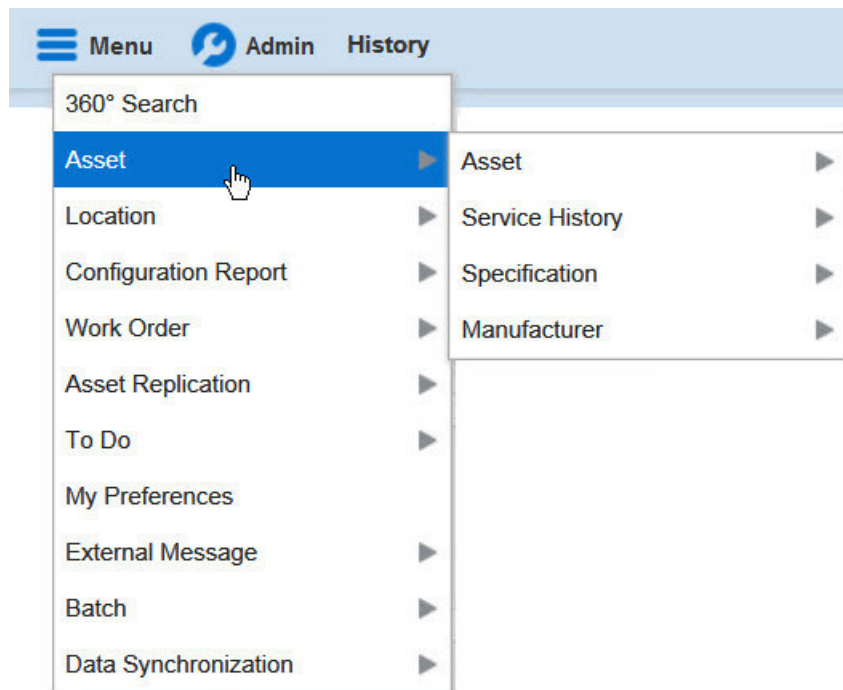 Menu Admin History
360° Search
Asset
Location
Configuration Report
Work Order
Asset Replication
To Do
My Preferences
External Message
Batch
Data Synchronization
Asset
Service History
Specification
Manufacturer